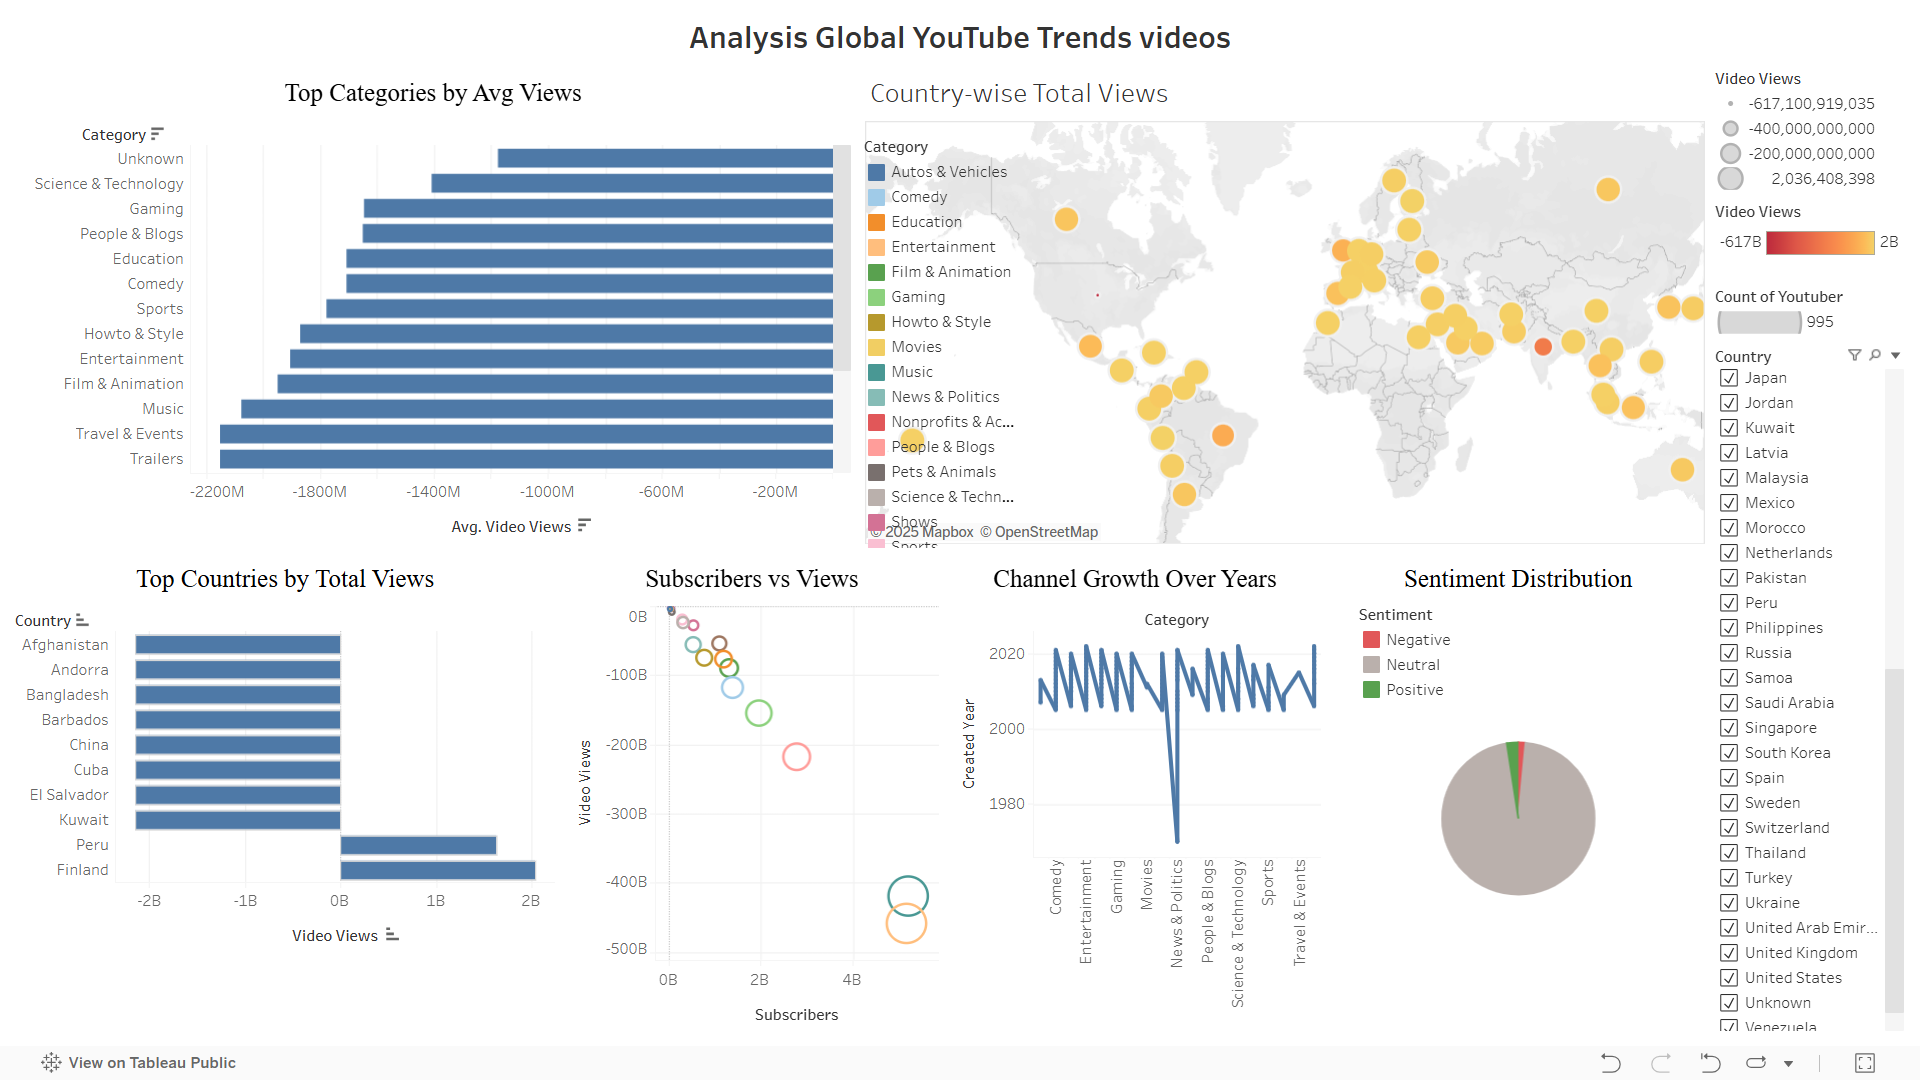 Analysis Global YouTube Trends videos
Top Categories by Avg Views
Category
Unknown
Science & Technology
Gaming
People & Blogs
Education
Comedy
Sports
Howto & Style
Entertainment
Film & Animation
Music
Travel & Events
Trailers
-2200M -1800M -1400M -1000M -600M -200M
Avg. Video Views
Country-wise Total Views
Category
Autos & Vehicles
Comedy
Education
Entertainment
Film & Animation
Gaming
Howto & Style
Movies
Music
News & Politics
Nonprofits & Ac...
People & Blogs
Pets & Animals
Science & Techn...
Shows
Sports
© 2025 Mapbox © OpenStreetMap
Video Views
-617,100,919,035
-400,000,000,000
-200,000,000,000
2,036,408,398
Video Views
-617B 2B
Count of Youtuber
995
Country
Japan
Jordan
Kuwait
Latvia
Malaysia
Mexico
Morocco
Netherlands
Pakistan
Peru
Philippines
Russia
Samoa
Saudi Arabia
Singapore
South Korea
Spain
Sweden
Switzerland
Thailand
Turkey
Ukraine
United Arab Emir...
United Kingdom
United States
Unknown
Venezuela
Top Countries by Total Views
Country
Afghanistan
Andorra
Bangladesh
Barbados
China
Cuba
El Salvador
Kuwait
Peru
Finland
-2B -1B 0B 1B 2B
Video Views
Subscribers vs Views
Video Views
0B
-100B
-200B
-300B
-400B
-500B
0B 2B 4B
Subscribers
Channel Growth Over Years
Category
Created Year
2020
2000
1980
Comedy
Entertainment
Gaming
Movies
News & Politics
People & Blogs
Science & Technology
Sports
Travel & Events
Sentiment Distribution
Sentiment
Negative
Neutral
Positive
View on Tableau Public